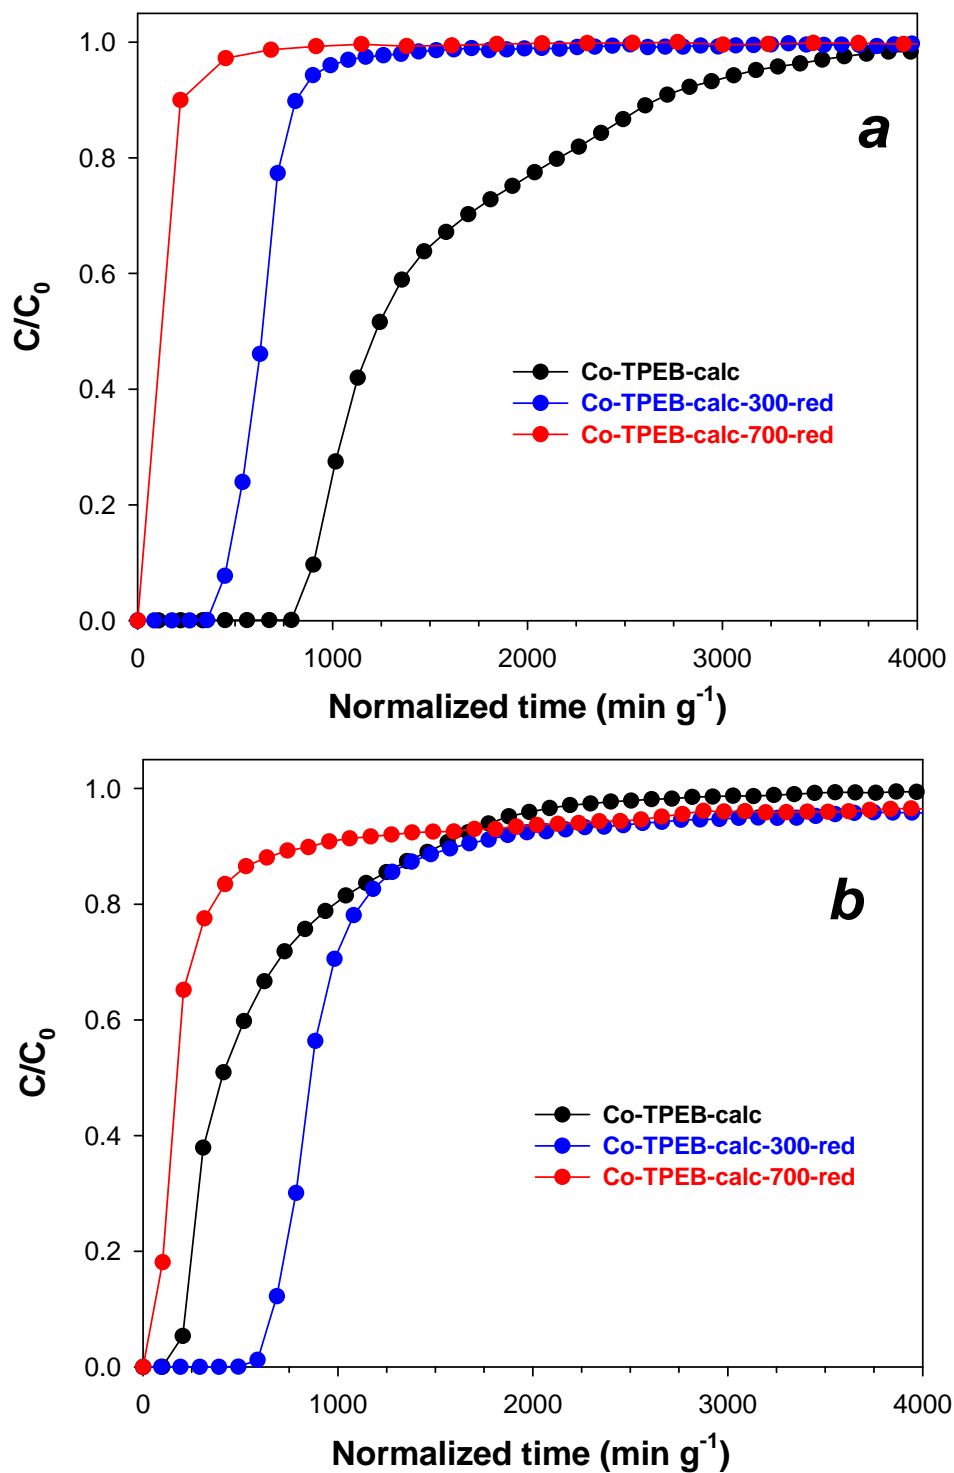 1.0
0.8
0.6
0.4
0.2
0.0
C/C₀
a
Co-TPEB-calc
Co-TPEB-calc-300-red
Co-TPEB-calc-700-red
0 1000 2000 3000 4000
Normalized time (min g⁻¹)
1.0
0.8
0.6
0.4
0.2
0.0
C/C₀
b
Co-TPEB-calc
Co-TPEB-calc-300-red
Co-TPEB-calc-700-red
0 1000 2000 3000 4000
Normalized time (min g⁻¹)